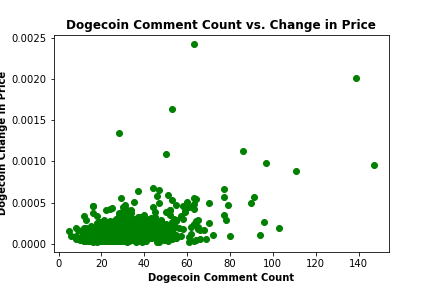 Dogecoin Comment Count vs. Change in Price
Dogecoin Change in Price
0.0025
0.0020
0.0015
0.0010
0.0005
0.0000
0 20 40 60 80 100 120 140
Dogecoin Comment Count